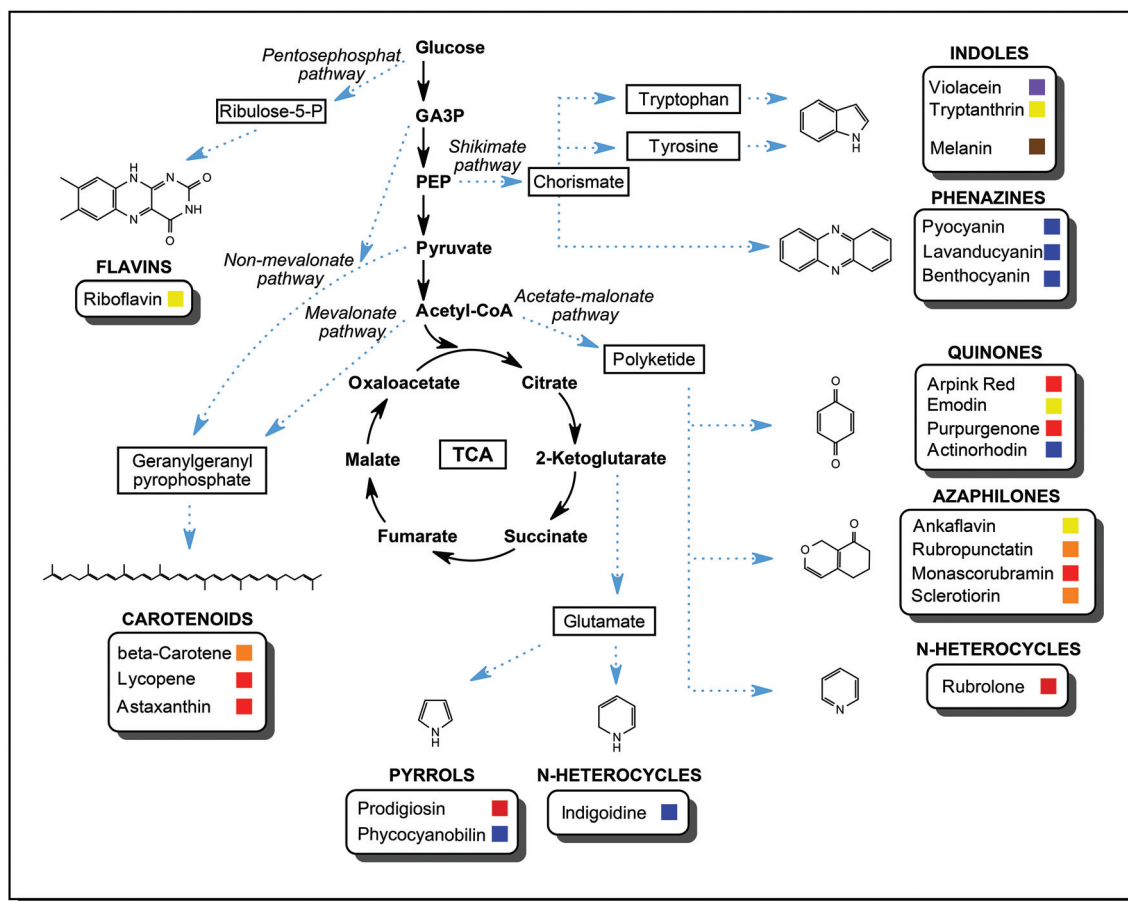 Pentosephosphat
pathway
Glucose
Ribulose-5-P
GA3P
Shikimate
pathway
PEP
Chorismate
Tryptophan
Tyrosine
N
H
INDOLES
Violacein
Tryptanthrin
Melanin
H
N
N
O
NH
N
O
FLAVINS
Riboflavin
Non-mevalonate
pathway
Pyruvate
N
N
PHENAZINES
Pyocyanin
Lavanducyanin
Benthocyanin
Mevalonate
pathway
Acetyl-CoA
Acetate-malonate
pathway
Polyketide
Oxaloacetate
Citrate
Malate
TCA
2-Ketoglutarate
Fumarate
Succinate
O
O
QUINONES
Arpink Red
Emodin
Purpurgenone
Actinorhodin
Geranylgeranyl
pyrophosphate
O
O
AZAPHILONES
Ankaflavin
Rubropunctatin
Monascorubramin
Sclerotiorin
CAROTENOIDS
beta-Carotene
Lycopene
Astaxanthin
Glutamate
N
N-HETEROCYCLES
Rubrolone
N
H
PYRROLS
Prodigiosin
Phycocyanobilin
N
H
N-HETEROCYCLES
Indigoidine